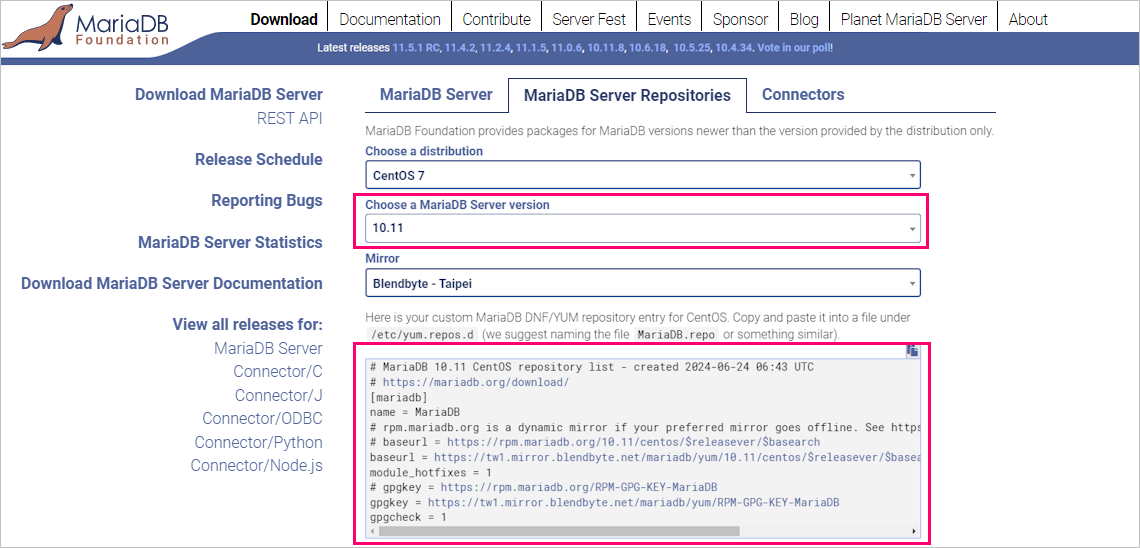 MariaDB
Foundation
Download
Documentation
Contribute
Server Fest
Events
Sponsor
Blog
Planet MariaDB Server
About
Latest releases 11.5.1 RC, 11.4.2, 11.2.4, 11.1.5, 11.0.6, 10.11.8, 10.6.18, 10.5.25, 10.4.34. Vote in our poll!
Download MariaDB Server
REST API
Release Schedule
Reporting Bugs
MariaDB Server Statistics
Download MariaDB Server Documentation
View all releases for:
MariaDB Server
Connector/C
Connector/J
Connector/ODBC
Connector/Python
Connector/Node.js
MariaDB Server
MariaDB Server Repositories
Connectors
MariaDB Foundation provides packages for MariaDB versions newer than the version provided by the distribution only.
Choose a distribution
CentOS 7
Choose a MariaDB Server version
10.11
Mirror
Blendbyte - Taipei
Here is your custom MariaDB DNF/YUM repository entry for CentOS. Copy and paste it into a file under
/etc/yum.repos.d (we suggest naming the file MariaDB.repo or something similar).
# MariaDB 10.11 CentOS repository list - created 2024-06-24 06:43 UTC
# https://mariadb.org/download/
[mariadb]
name = MariaDB
# rpm.mariadb.org is a dynamic mirror if your preferred mirror goes offline. See https
# baseurl = https://rpm.mariadb.org/10.11/centos/$releasever/$basearch
baseurl = https://tw1.mirror.blendbyte.net/mariadb/yum/10.11/centos/$releasever/$basea
module_hotfixes = 1
# gpgkey = https://rpm.mariadb.org/RPM-GPG-KEY-MariaDB
gpgkey = https://tw1.mirror.blendbyte.net/mariadb/yum/RPM-GPG-KEY-MariaDB
gpgcheck = 1